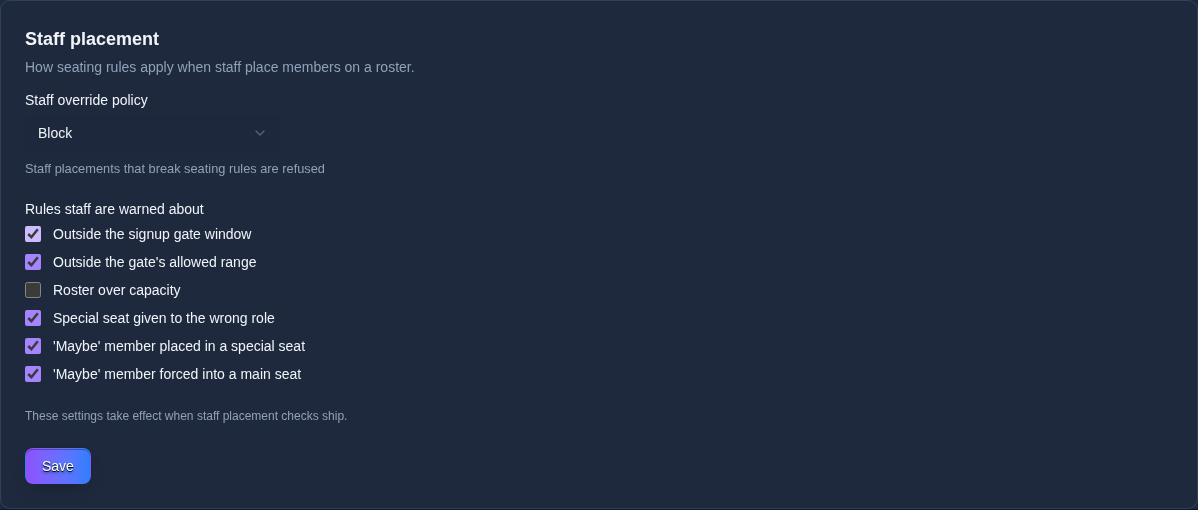 Staff placement
How seating rules apply when staff place members on a roster.
Staff override policy
Block
Staff placements that break seating rules are refused
Rules staff are warned about
Outside the signup gate window
Outside the gate's allowed range
Roster over capacity
Special seat given to the wrong role
'Maybe' member placed in a special seat
'Maybe' member forced into a main seat
These settings take effect when staff placement checks ship.
Save